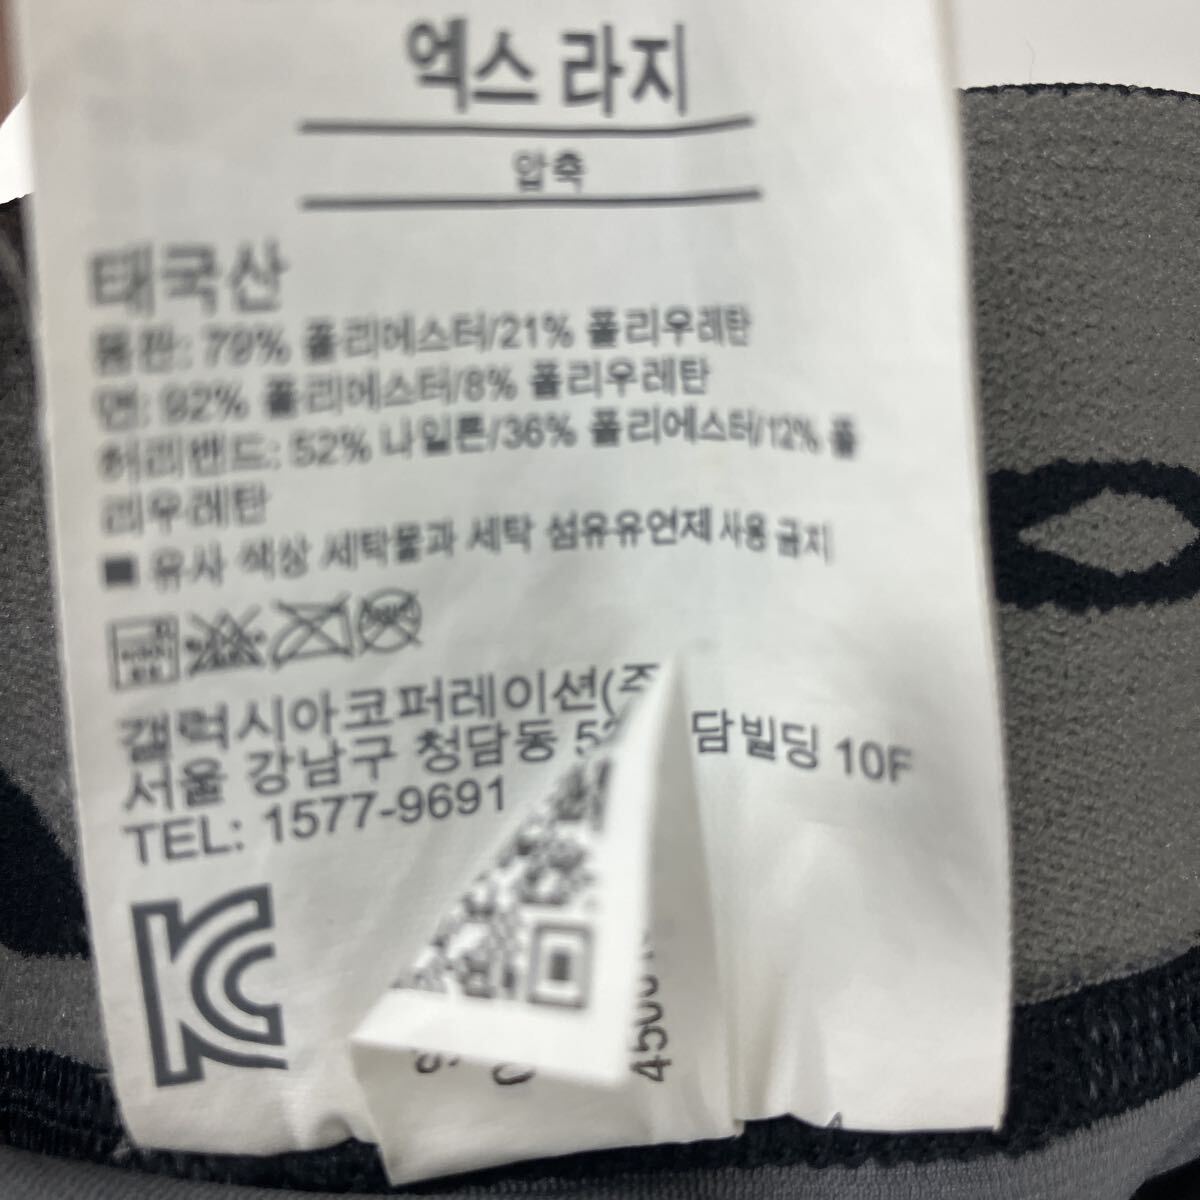 엑스 라지
압축
태국산
몸판: 79% 폴리에스터/21% 폴리우레탄
면: 92% 폴리에스터/8% 폴리우레탄
허리밴드: 52% 나일론/36% 폴리에스터/12% 폴
리우레탄
■ 유사 색상 세탁물과 세탁 섬유유연제 사용 금지
갤럭시아코퍼레이션(주
서울 강남구 청담동 52 담빌딩 10F
TEL: 1577-9691